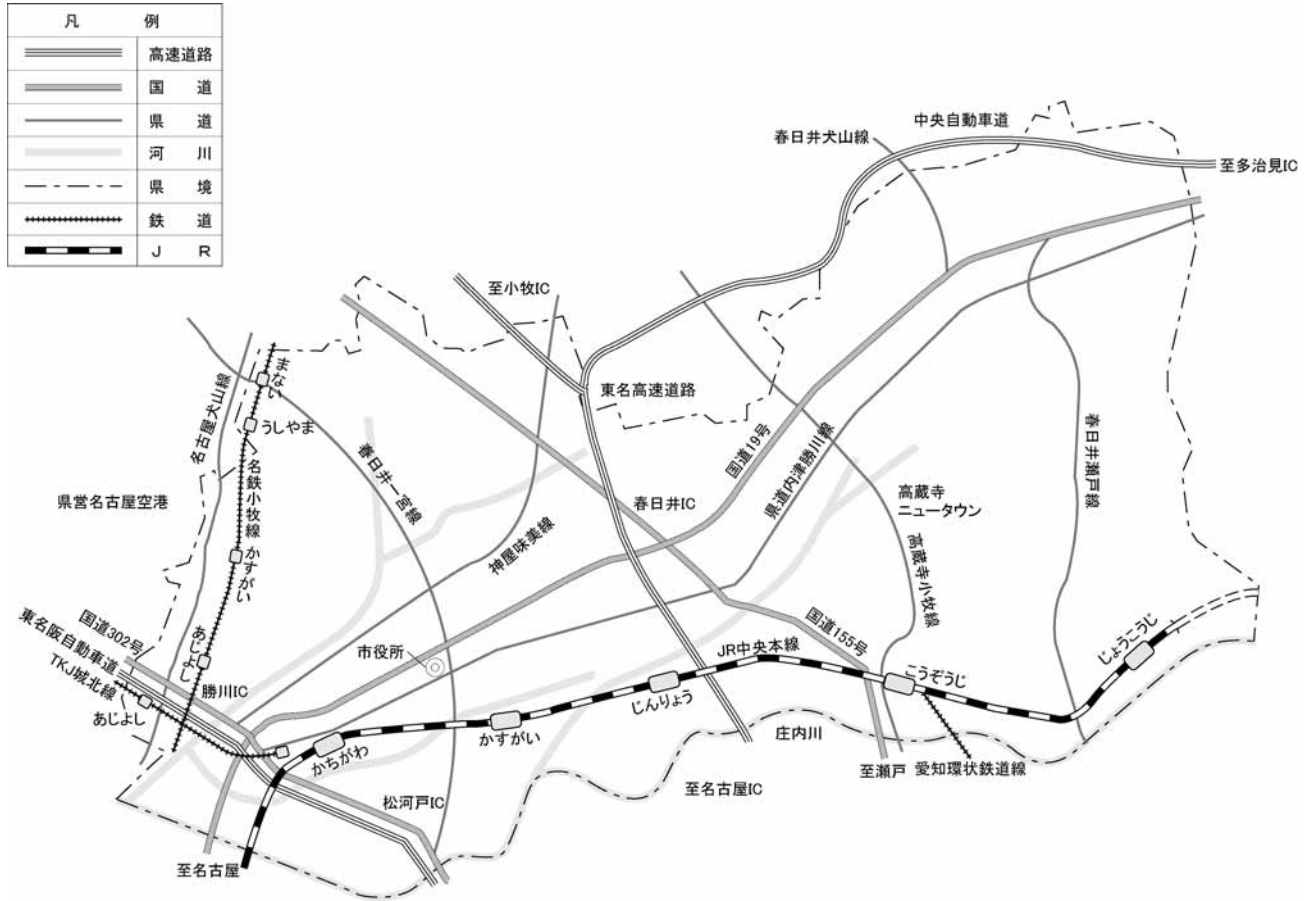 凡 例
高速道路
国 道
県 道
河 川
県 境
鉄 道
J R
中央自動車道
春日井犬山線
至多治見IC
至小牧IC
まない
名古屋犬山線
東名高速道路
うしやま
春日井一宮線
国道19号
県道内津勝川線
春日井瀬戸線
名鉄小牧線
県営名古屋空港
春日井IC
高蔵寺
ニュータウン
神屋味美線
かすがい
高蔵寺小牧線
国道302号
東名阪自動車道
TKJ城北線
あじよし
国道155号
市役所
JR中央本線
じょうこうじ
こうぞうじ
勝川IC
あじよし
じんりょう
かすがい
かちがわ
庄内川
至瀬戸
愛知環状鉄道線
至名古屋IC
松河戸IC
至名古屋